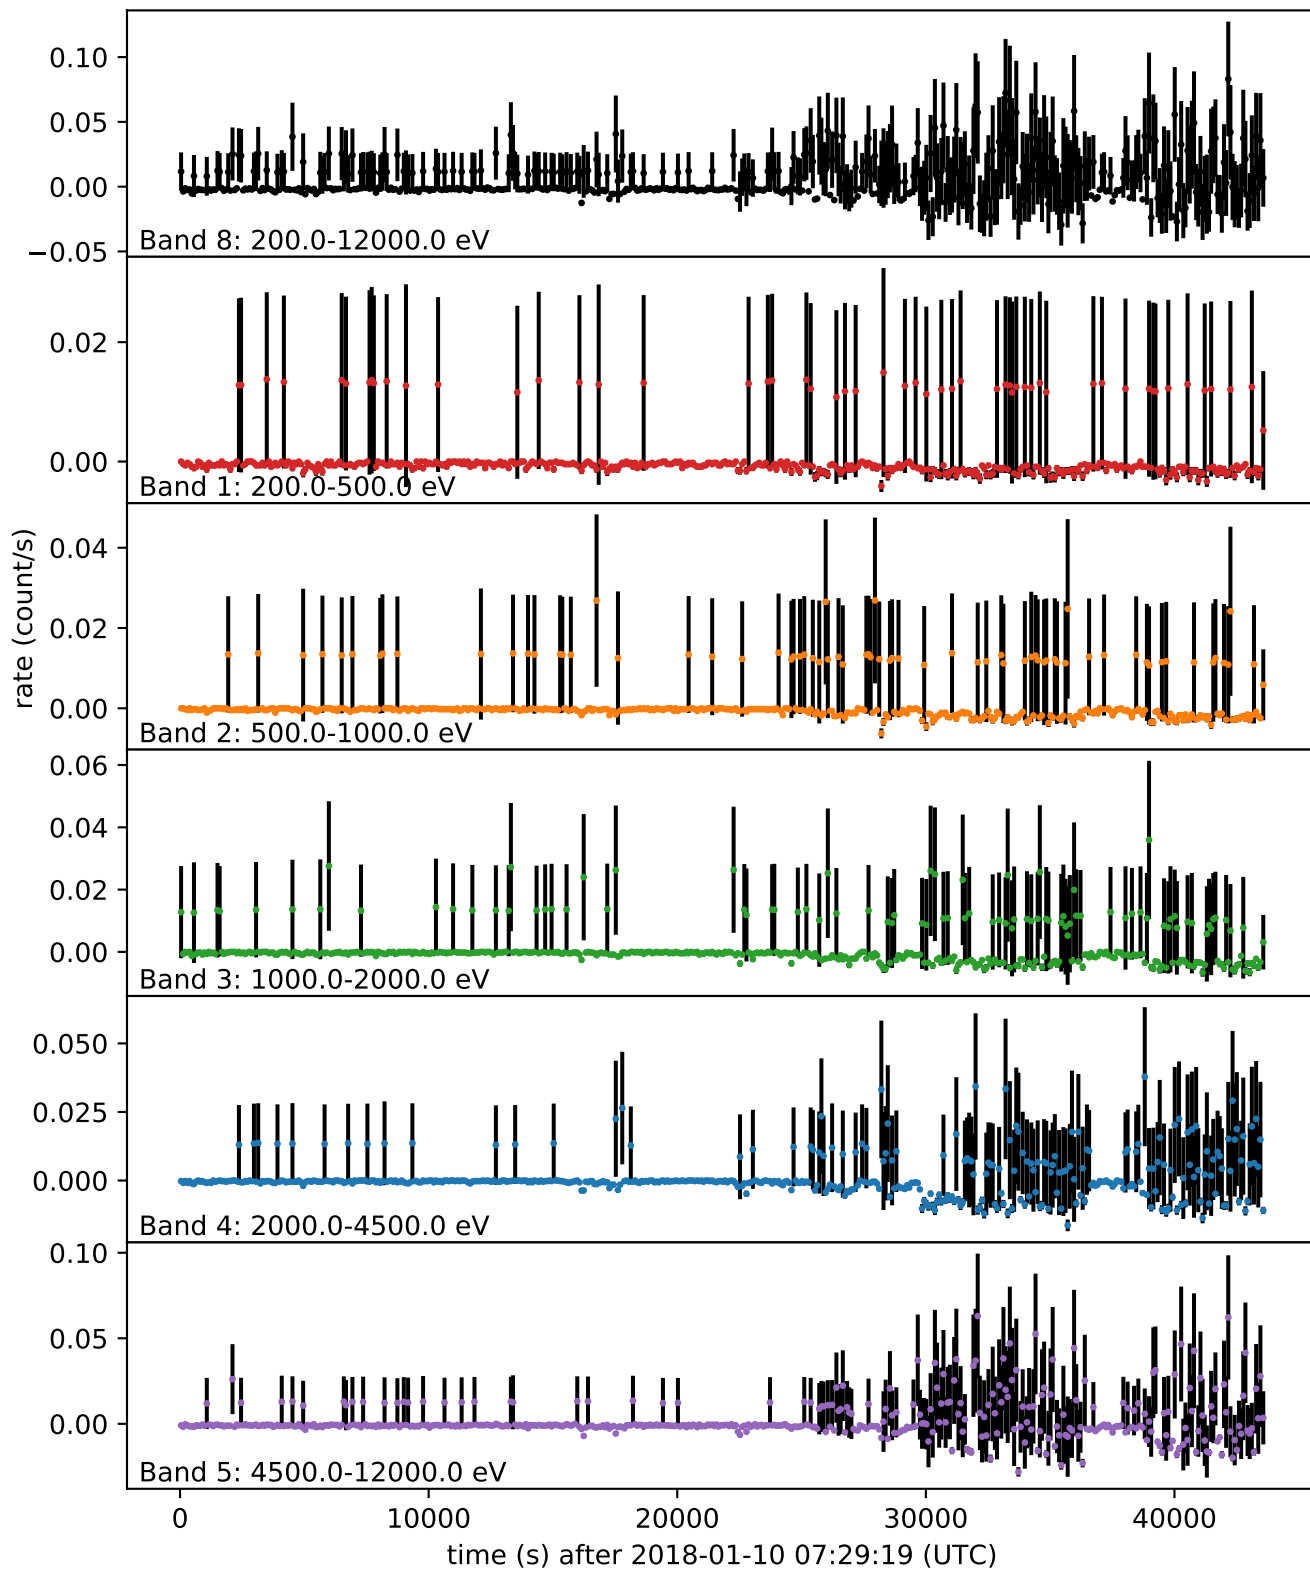 0.10
0.05
0.00
−0.05
Band 8: 200.0-12000.0 eV
0.02
0.00
Band 1: 200.0-500.0 eV
rate (count/s)
0.04
0.02
0.00
Band 2: 500.0-1000.0 eV
0.06
0.04
0.02
0.00
Band 3: 1000.0-2000.0 eV
0.050
0.025
0.000
Band 4: 2000.0-4500.0 eV
0.10
0.05
0.00
Band 5: 4500.0-12000.0 eV
0 10000 20000 30000 40000
time (s) after 2018-01-10 07:29:19 (UTC)